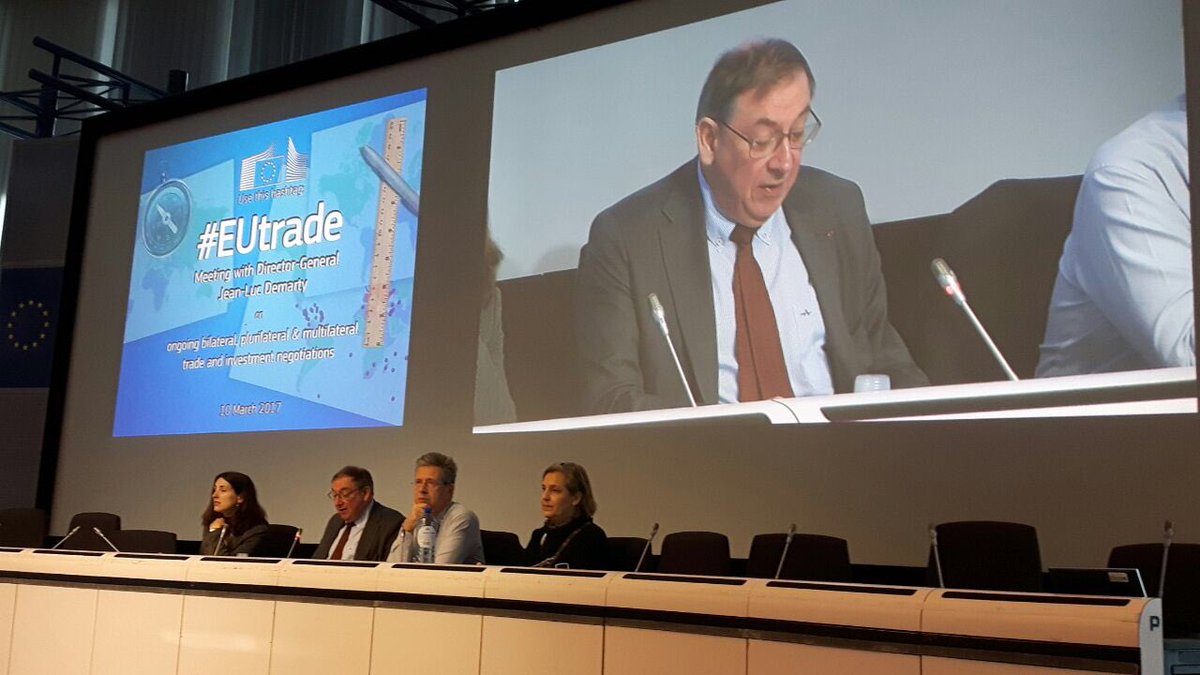 Use this hashtag
#EUtrade
Meeting with Director-General
Jean-Luc Demarty
on
ongoing bilateral, plurilateral & multilateral
trade and investment negotiations
10 March 2017
P